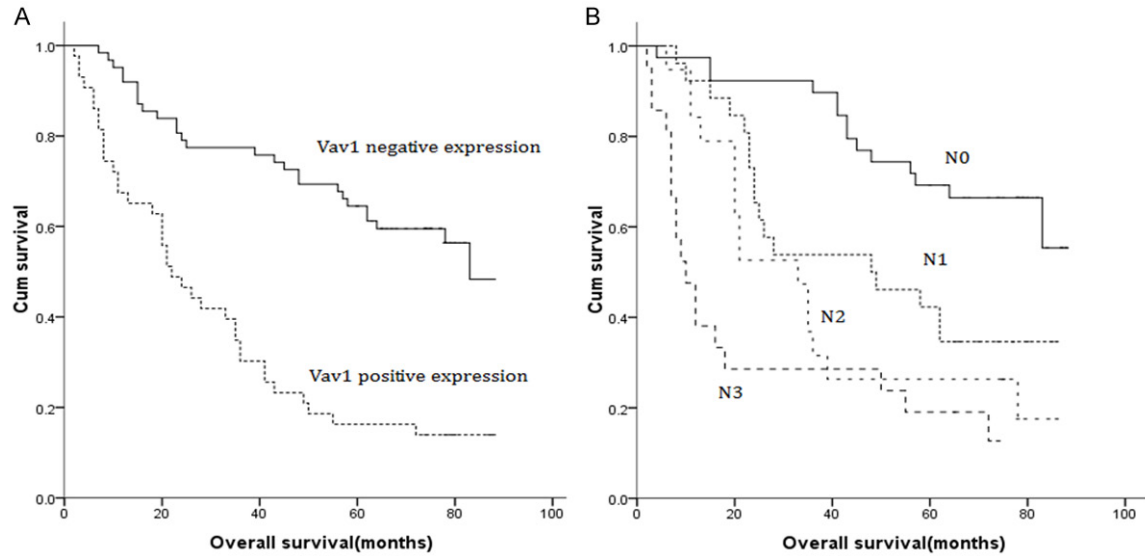 A
1.0
0.8
0.6
0.4
0.2
0.0
Cum survival
Vav1 negative expression
Vav1 positive expression
0
20
40
60
80
100
Overall survival(months)
B
1.0
0.8
0.6
0.4
0.2
0.0
Cum survival
N0
N1
N2
N3
0
20
40
60
80
100
Overall survival(months)